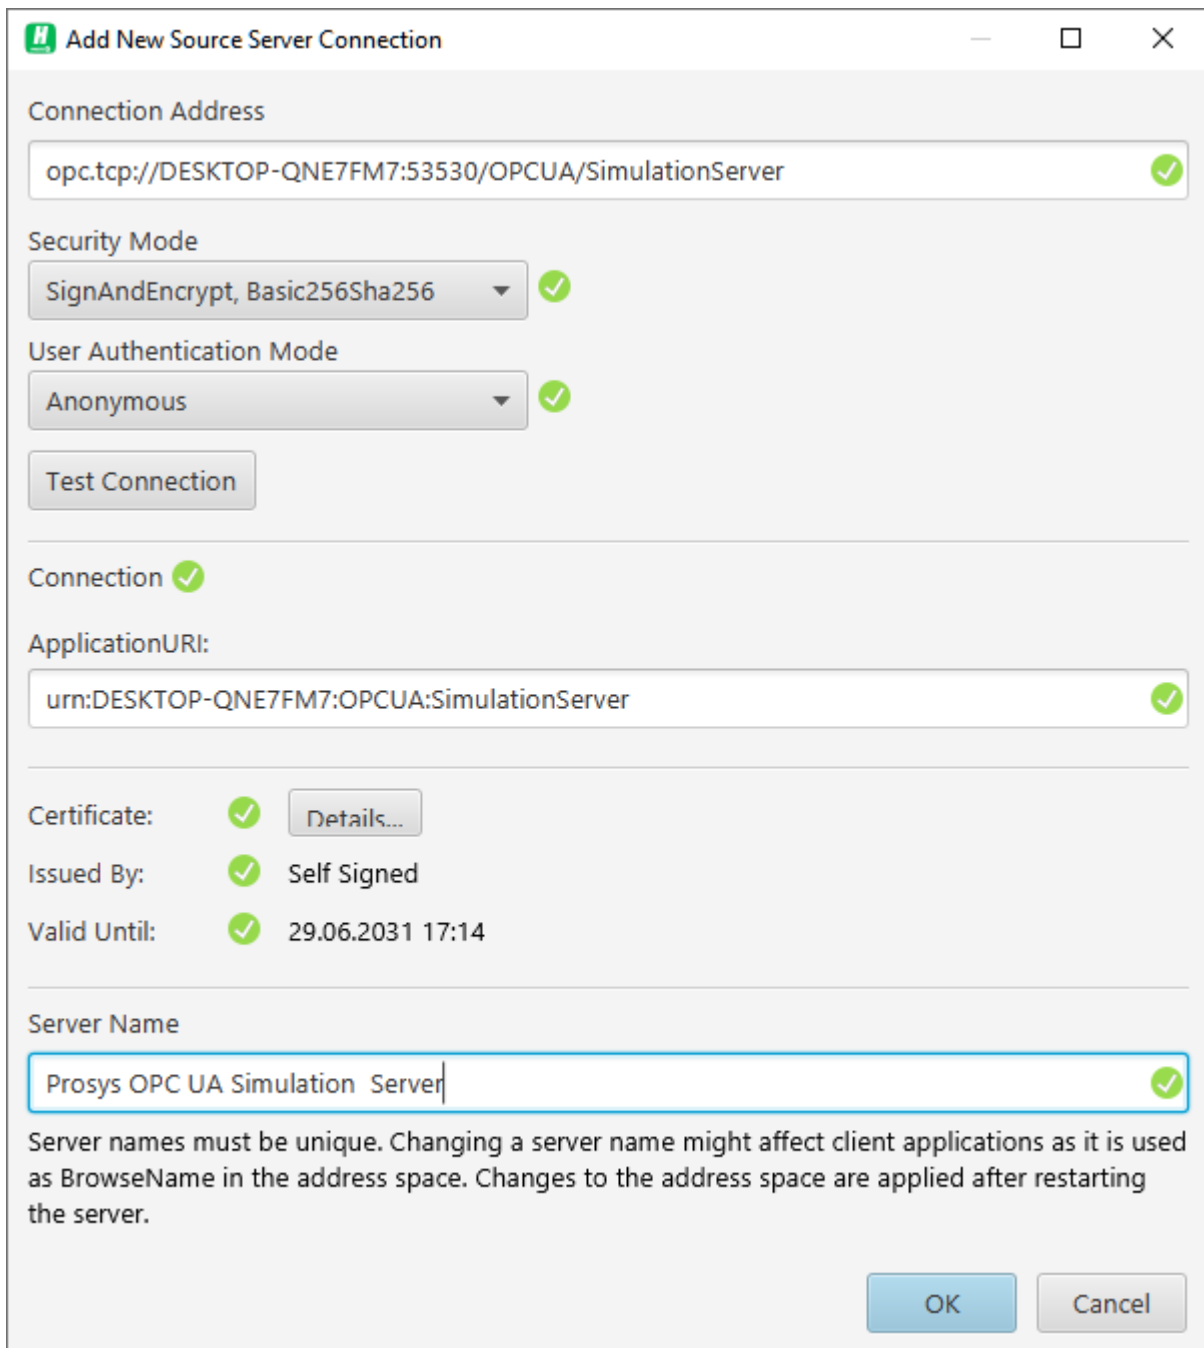 Add New Source Server Connection
Connection Address
opc.tcp://DESKTOP-QNE7FM7:53530/OPCUA/SimulationServer
Security Mode
SignAndEncrypt, Basic256Sha256
User Authentication Mode
Anonymous
Test Connection
Connection
ApplicationURI:
urn:DESKTOP-QNE7FM7:OPCUA:SimulationServer
Certificate: Details...
Issued By: Self Signed
Valid Until: 29.06.2031 17:14
Server Name
Prosys OPC UA Simulation  Server
Server names must be unique. Changing a server name might affect client applications as it is used
as BrowseName in the address space. Changes to the address space are applied after restarting
the server.
OK Cancel